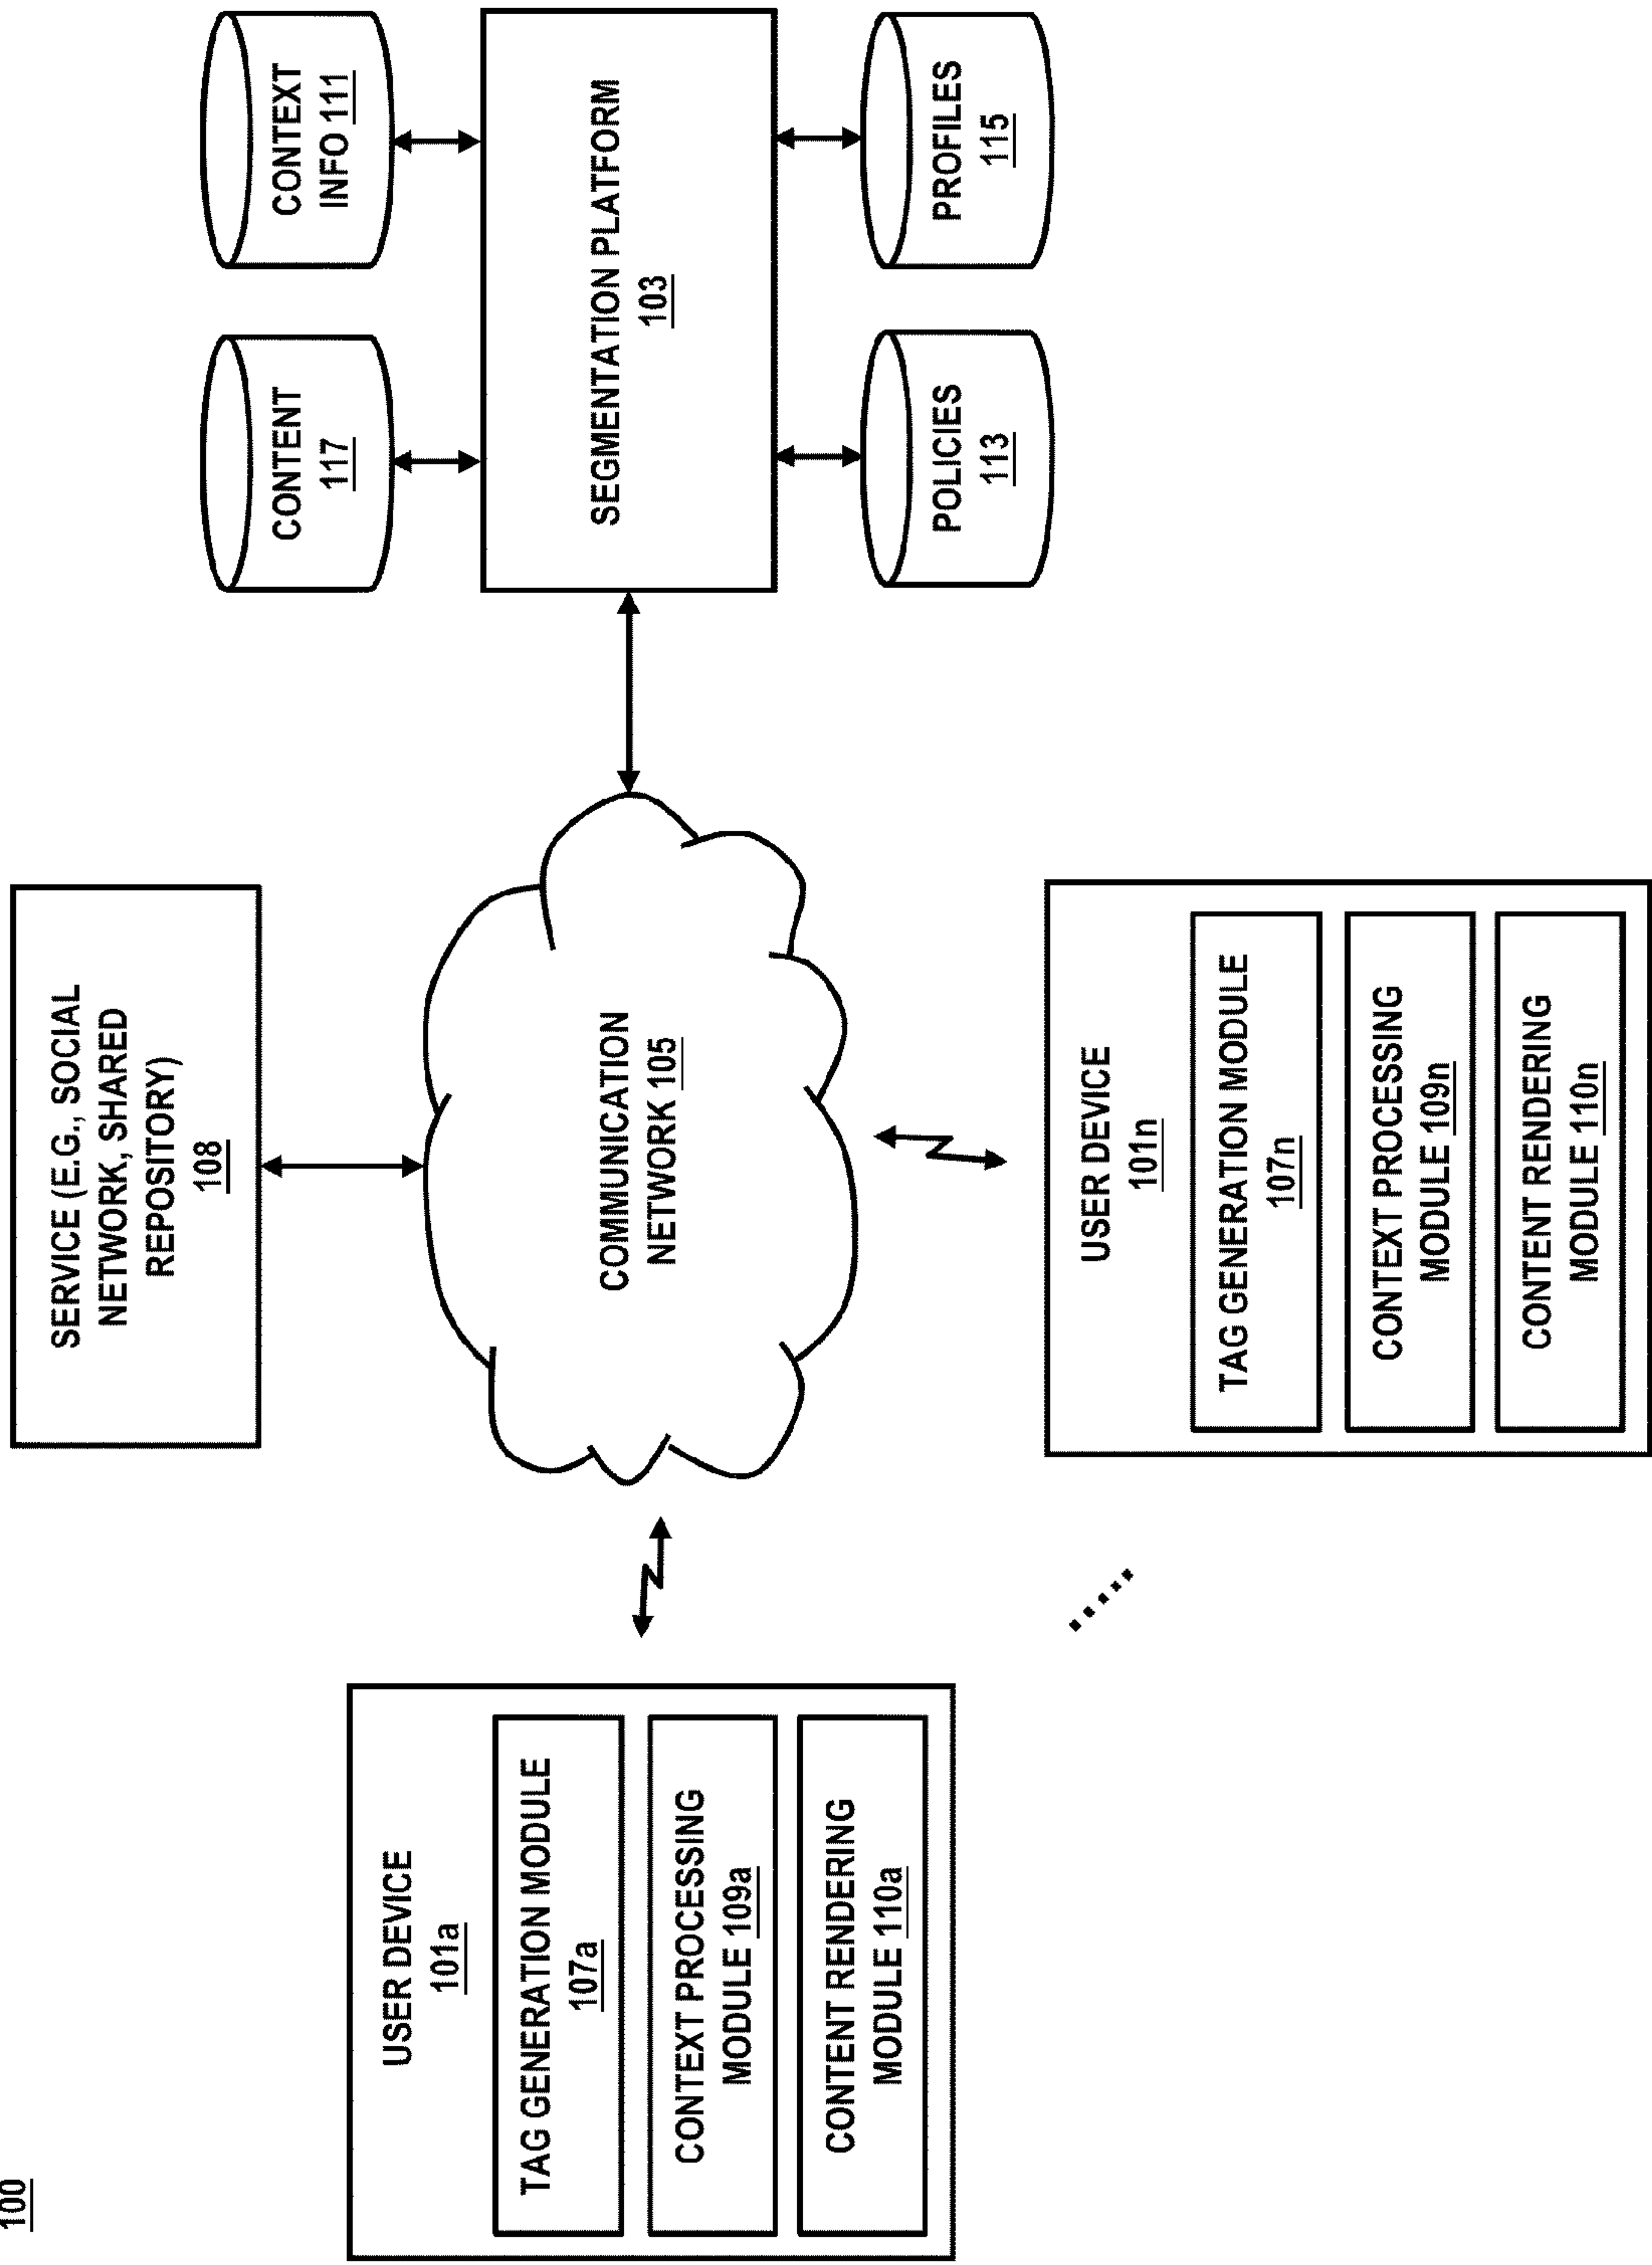 100
SERVICE (E.G., SOCIAL
NETWORK, SHARED
REPOSITORY)
108
CONTENT
117
CONTEXT
INFO 111
SEGMENTATION PLATFORM
103
POLICIES
113
PROFILES
115
COMMUNICATION
NETWORK 105
USER DEVICE
101a
TAG GENERATION MODULE
107a
CONTEXT PROCESSING
MODULE 109a
CONTENT RENDERING
MODULE 110a
USER DEVICE
101n
TAG GENERATION MODULE
107n
CONTEXT PROCESSING
MODULE 109n
CONTENT RENDERING
MODULE 110n